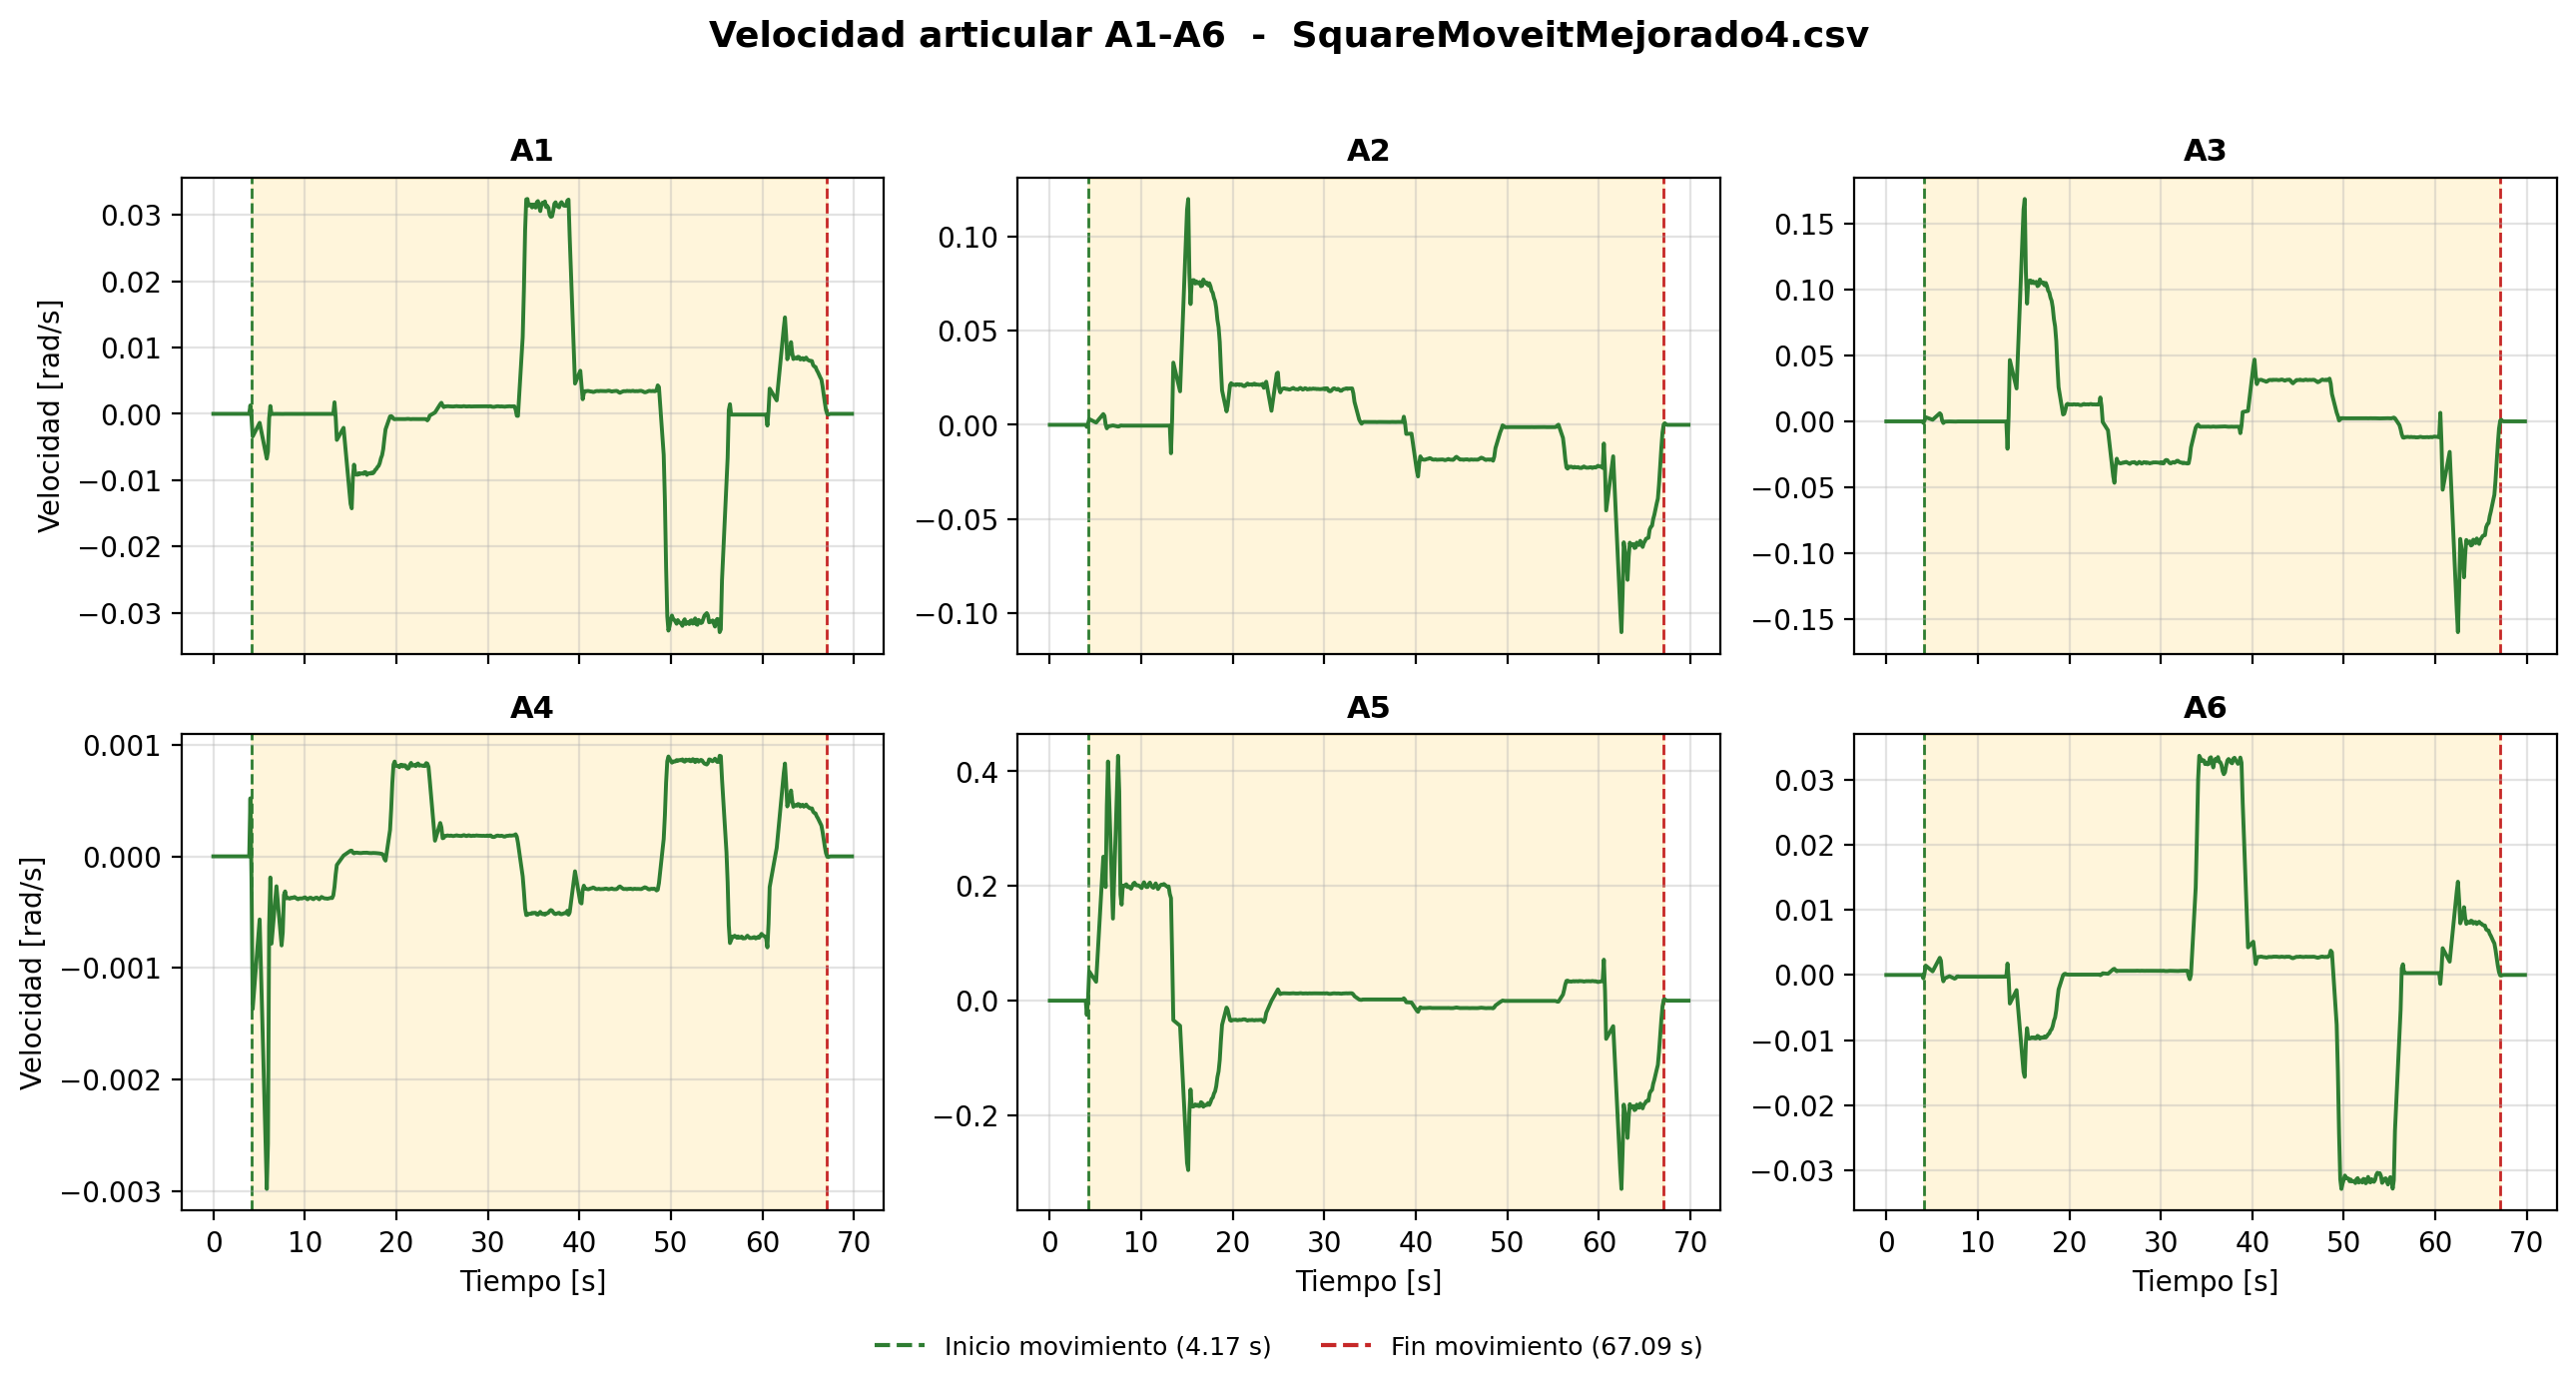 Velocidad articular A1-A6  -  SquareMoveitMejorado4.csv
A1
A2
A3
Velocidad [rad/s]
0.03
0.02
0.01
0.00
−0.01
−0.02
−0.03
0.10
0.05
0.00
−0.05
−0.10
0.15
0.10
0.05
0.00
−0.05
−0.10
−0.15
A4
A5
A6
Velocidad [rad/s]
0.001
0.000
−0.001
−0.002
−0.003
0.4
0.2
0.0
−0.2
0.03
0.02
0.01
0.00
−0.01
−0.02
−0.03
0 10 20 30 40 50 60 70
0 10 20 30 40 50 60 70
0 10 20 30 40 50 60 70
Tiempo [s]
Tiempo [s]
Tiempo [s]
Inicio movimiento (4.17 s)
Fin movimiento (67.09 s)